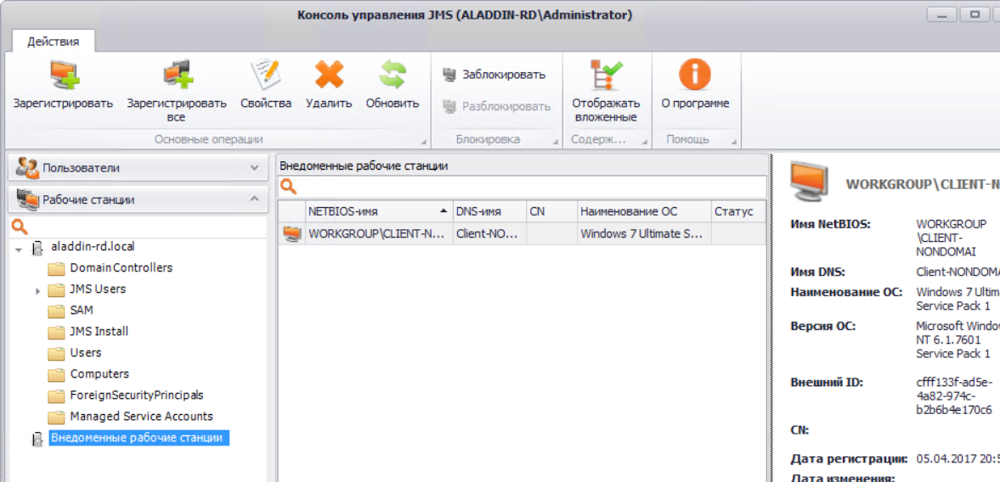 Консоль управления JMS (ALADDIN-RD\Administrator)
Действия
Зарегистрировать
Зарегистрировать
все
Свойства
Удалить
Обновить
Основные операции
Заблокировать
Разблокировать
Блокировка
Отображать
вложенные
Содерж...
О программе
Помощь
Пользователи
Рабочие станции
aladdin-rd.local
Domain Controllers
JMS Users
SAM
JMS Install
Users
Computers
ForeignSecurityPrincipals
Managed Service Accounts
Внедоменные рабочие станции
Внедоменные рабочие станции
NETBIOS-имя DNS-имя CN Наименование ОС Статус
WORKGROUP\CLIENT-N... Client-NO... Windows 7 Ultimate S...
WORKGROUP\CLIENT-N
Имя NetBIOS: WORKGROUP
\CLIENT-
NONDOMAI
Имя DNS: Client-NONDOMA
Наименование ОС: Windows 7 Ultim
Service Pack 1
Версия ОС: Microsoft Windo
NT 6.1.7601
Service Pack 1
Внешний ID: cfff133f-ad5e-
4a82-974c-
b2b6b4e170c6
CN:
Дата регистрации: 05.04.2017 20:5
Дата изменения: